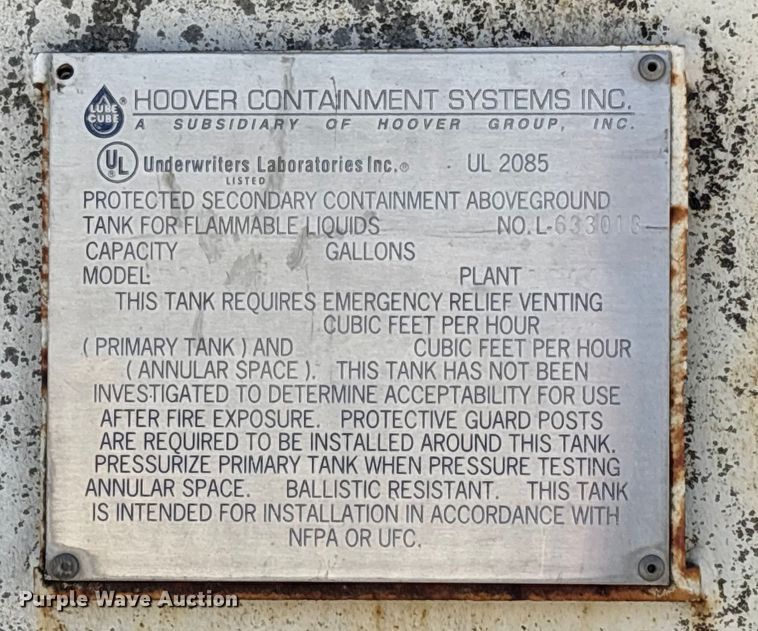 LUBE CUBE ® HOOVER CONTAINMENT SYSTEMS INC.
A SUBSIDIARY OF HOOVER GROUP, INC.
UL ® Underwriters Laboratories Inc.® UL 2085
LISTED
PROTECTED SECONDARY CONTAINMENT ABOVEGROUND
TANK FOR FLAMMABLE LIQUIDS NO. L-
CAPACITY GALLONS
MODEL PLANT
THIS TANK REQUIRES EMERGENCY RELIEF VENTING
CUBIC FEET PER HOUR
( PRIMARY TANK ) AND CUBIC FEET PER HOUR
( ANNULAR SPACE ). THIS TANK HAS NOT BEEN
INVESTIGATED TO DETERMINE ACCEPTABILITY FOR USE
AFTER FIRE EXPOSURE. PROTECTIVE GUARD POSTS
ARE REQUIRED TO BE INSTALLED AROUND THIS TANK.
PRESSURIZE PRIMARY TANK WHEN PRESSURE TESTING
ANNULAR SPACE. BALLISTIC RESISTANT. THIS TANK
IS INTENDED FOR INSTALLATION IN ACCORDANCE WITH
NFPA OR UFC.
Purple Wave Auction